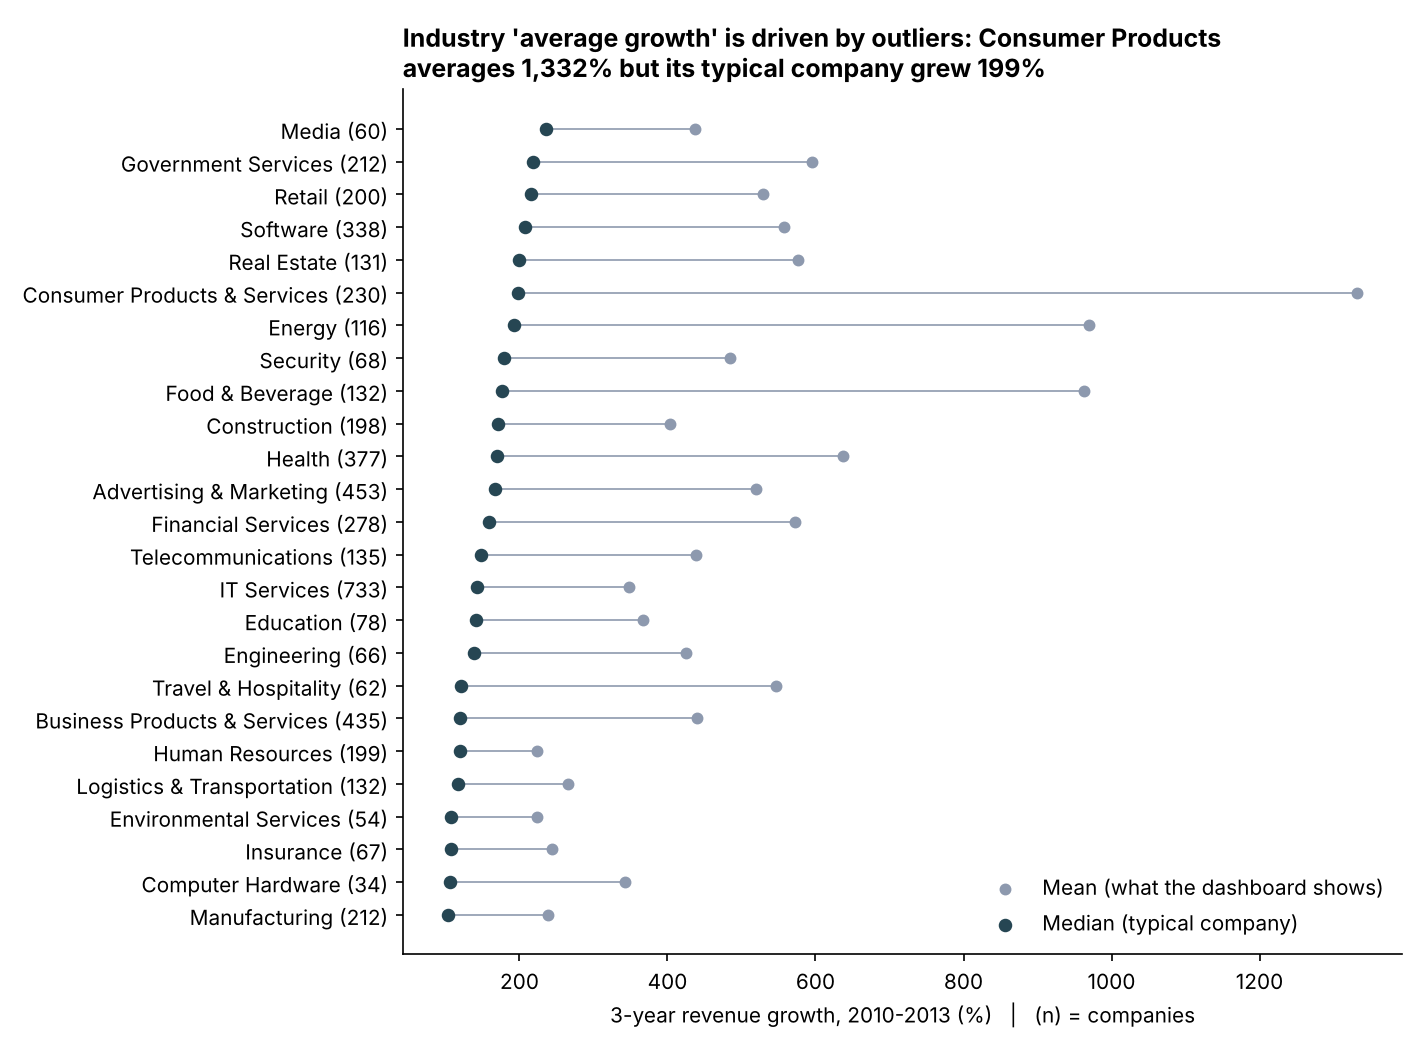 Industry 'average growth' is driven by outliers: Consumer Products
averages 1,332% but its typical company grew 199%
Media (60)
Government Services (212)
Retail (200)
Software (338)
Real Estate (131)
Consumer Products & Services (230)
Energy (116)
Security (68)
Food & Beverage (132)
Construction (198)
Health (377)
Advertising & Marketing (453)
Financial Services (278)
Telecommunications (135)
IT Services (733)
Education (78)
Engineering (66)
Travel & Hospitality (62)
Business Products & Services (435)
Human Resources (199)
Logistics & Transportation (132)
Environmental Services (54)
Insurance (67)
Computer Hardware (34)
Manufacturing (212)
Mean (what the dashboard shows)
Median (typical company)
200 400 600 800 1000 1200
3-year revenue growth, 2010-2013 (%) | (n) = companies